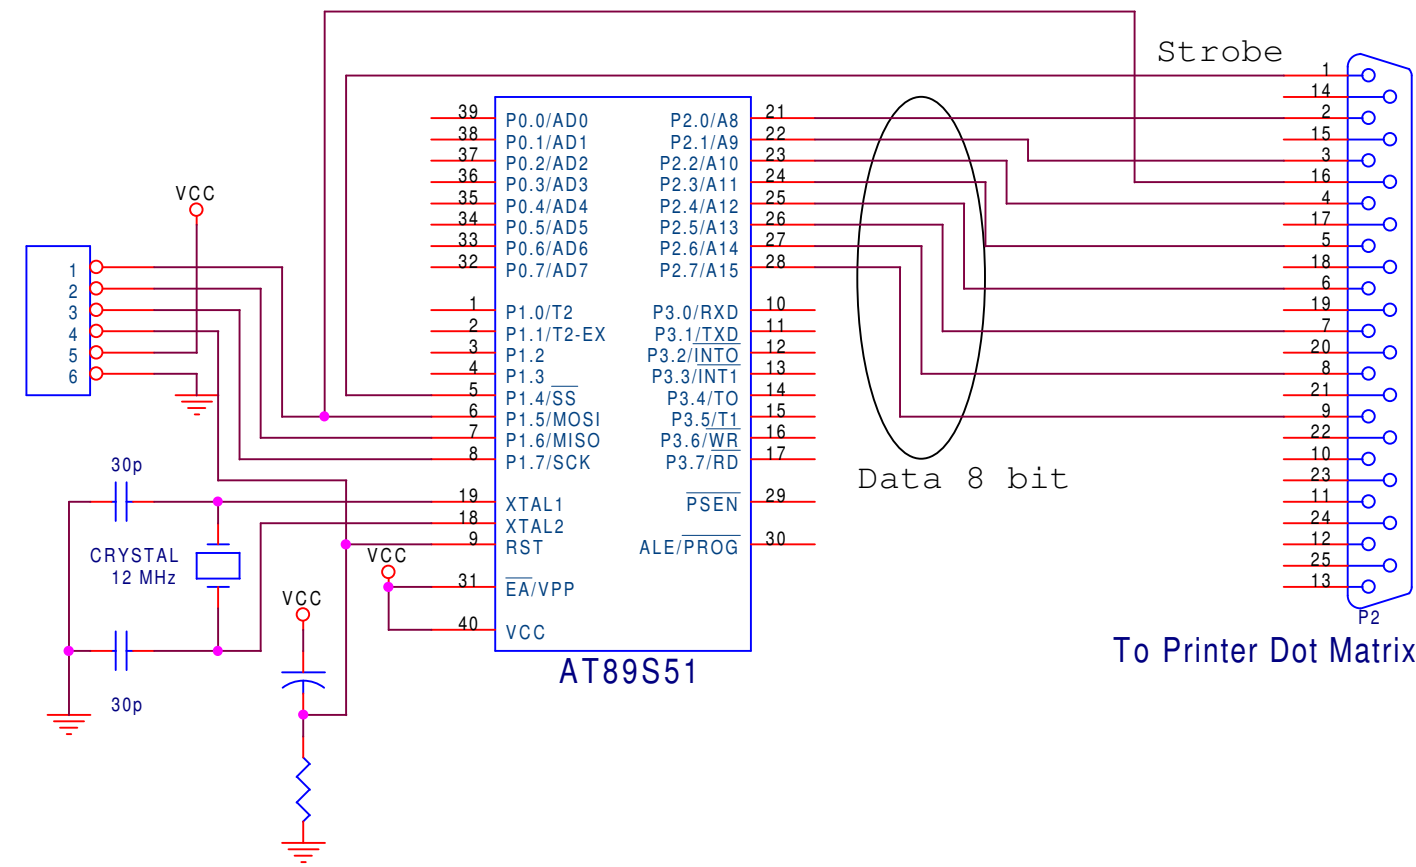 Strobe
1
14
2
15
3
16
4
17
5
18
6
19
7
20
8
21
9
22
10
23
11
24
12
25
13
P2
To Printer Dot Matrix
VCC
1
2
3
4
5
6
39 P0.0/AD0
38 P0.1/AD1
37 P0.2/AD2
36 P0.3/AD3
35 P0.4/AD4
34 P0.5/AD5
33 P0.6/AD6
32 P0.7/AD7
1 P1.0/T2
2 P1.1/T2-EX
3 P1.2
4 P1.3
5 P1.4/SS
6 P1.5/MOSI
7 P1.6/MISO
8 P1.7/SCK
19 XTAL1
18 XTAL2
9 RST
31 EA/VPP
40 VCC
P2.0/A8 21
P2.1/A9 22
P2.2/A10 23
P2.3/A11 24
P2.4/A12 25
P2.5/A13 26
P2.6/A14 27
P2.7/A15 28
P3.0/RXD 10
P3.1/TXD 11
P3.2/INTO 12
P3.3/INT1 13
P3.4/TO 14
P3.5/T1 15
P3.6/WR 16
P3.7/RD 17
PSEN 29
ALE/PROG 30
AT89S51
Data 8 bit
30p
CRYSTAL
12 MHz
30p
VCC
VCC